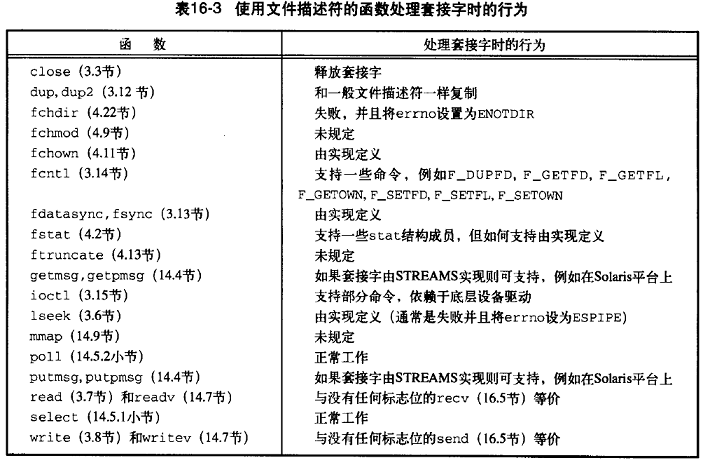 表16-3 使用文件描述符的函数处理套接字时的行为
函 数 处理套接字时的行为
close (3.3节) 释放套接字
dup,dup2 (3.12 节) 和一般文件描述符一样复制
fchdir (4.22节) 失败，并且将errno设置为ENOTDIR
fchmod (4.9节) 未规定
fchown (4.11节) 由实现定义
fcntl (3.14节) 支持一些命令，例如F_DUPFD, F_GETFD, F_GETFL,
F_GETOWN, F_SETFD, F_SETFL, F_SETOWN
fdatasync,fsync (3.13节) 由实现定义
fstat (4.2节) 支持一些stat结构成员，但如何支持由实现定义
ftruncate (4.13节) 未规定
getmsg,getpmsg (14.4节) 如果套接字由STREAMS实现则可支持，例如在Solaris平台上
ioctl (3.15节) 支持部分命令，依赖于底层设备驱动
lseek (3.6节) 由实现定义（通常是失败并且将errno设为ESPIPE）
mmap (14.9节) 未规定
poll (14.5.2小节) 正常工作
putmsg,putpmsg (14.4节) 如果套接字由STREAMS实现则可支持，例如在Solaris平台上
read (3.7节) 和readv (14.7节) 与没有任何标志位的recv (16.5节) 等价
select (14.5.1小节) 正常工作
write (3.8节) 和writev (14.7节) 与没有任何标志位的send (16.5节) 等价